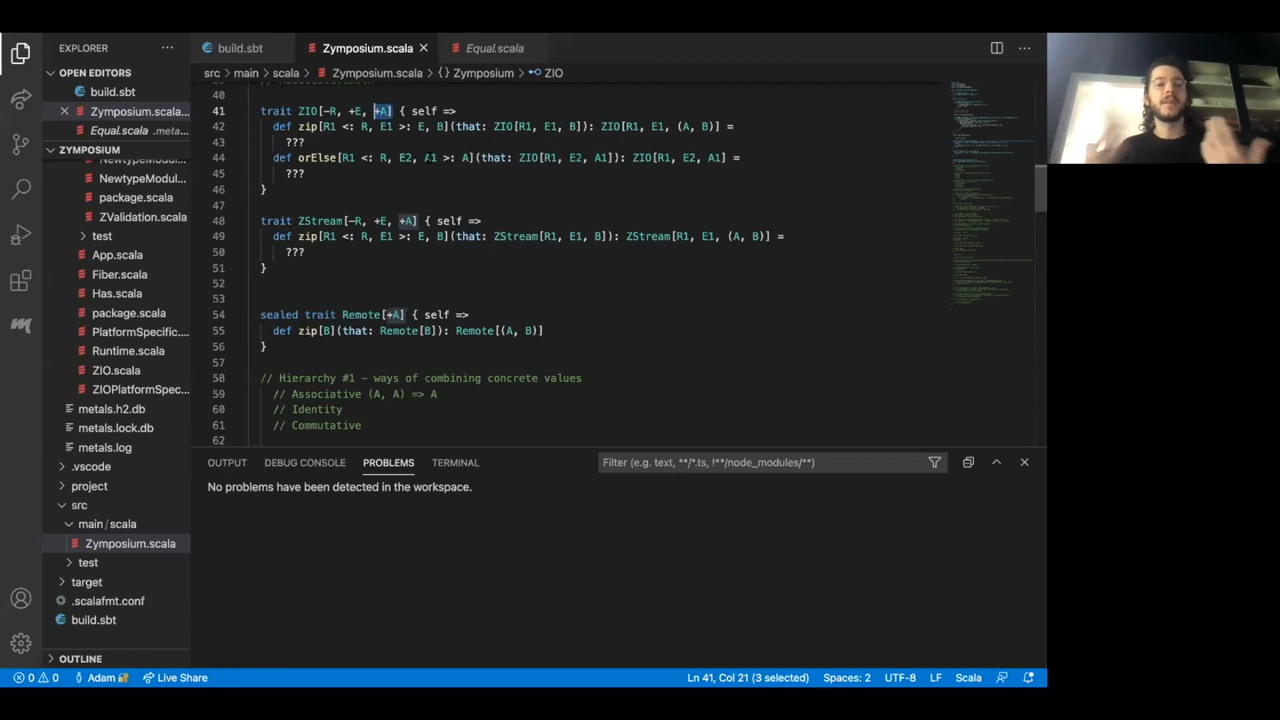 EXPLORER
OPEN EDITORS
build.sbt
Zymposium.scala...
Equal.scala .meta...
ZYMPOSIUM
NewtypeModul...
package.scala
ZValidation.scala
test
App.scala
Fiber.scala
Has.scala
package.scala
PlatformSpecific...
Runtime.scala
ZIO.scala
ZIOPlatformSpec...
metals.h2.db
metals.lock.db
metals.log
.vscode
project
src
main/scala
Zymposium.scala
test
target
.scalafmt.conf
build.sbt
OUTLINE
build.sbt Zymposium.scala Equal.scala
src > main > scala > Zymposium.scala > {} Zymposium > ZIO
40
41 trait ZIO[-R, +E, +A] { self =>
42 def zip[R1 <: R, E1 >: E, B](that: ZIO[R1, E1, B]): ZIO[R1, E1, (A, B)] =
43 ???
44 def orElse[R1 <: R, E2, A1 >: A](that: ZIO[R1, E2, A1]): ZIO[R1, E2, A1] =
45 ???
46 }
47
48 trait ZStream[-R, +E, +A] { self =>
49 def zip[R1 <: R, E1 >: E, B](that: ZStream[R1, E1, B]): ZStream[R1, E1, (A, B)] =
50 ???
51 }
52
53
54 sealed trait Remote[+A] { self =>
55 def zip[B](that: Remote[B]): Remote[(A, B)]
56 }
57
58 // Hierarchy #1 – ways of combining concrete values
59 // Associative (A, A) => A
60 // Identity
61 // Commutative
62
OUTPUT DEBUG CONSOLE PROBLEMS TERMINAL
Filter (e.g. text, **/*.ts, !**/node_modules/**)
No problems have been detected in the workspace.
0 0 Adam Live Share
Ln 41, Col 21 (3 selected) Spaces: 2 UTF-8 LF Scala